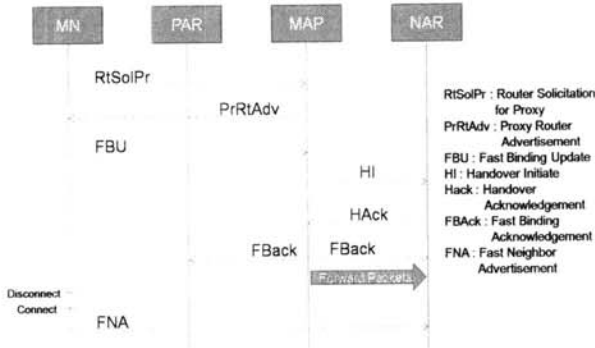 MN PAR MAP NAR
RtSolPr
PrRtAdv
FBU
HI
HAck
FBack FBack
Forward Packets
Disconnect
Connect
FNA
RtSolPr : Router Solicitation
for Proxy
PrRtAdv : Proxy Router
Advertisement
FBU : Fast Binding Update
HI : Handover Initiate
Hack : Handover
Acknowledgement
FBAck : Fast Binding
Acknowledgement
FNA : Fast Neighbor
Advertisement